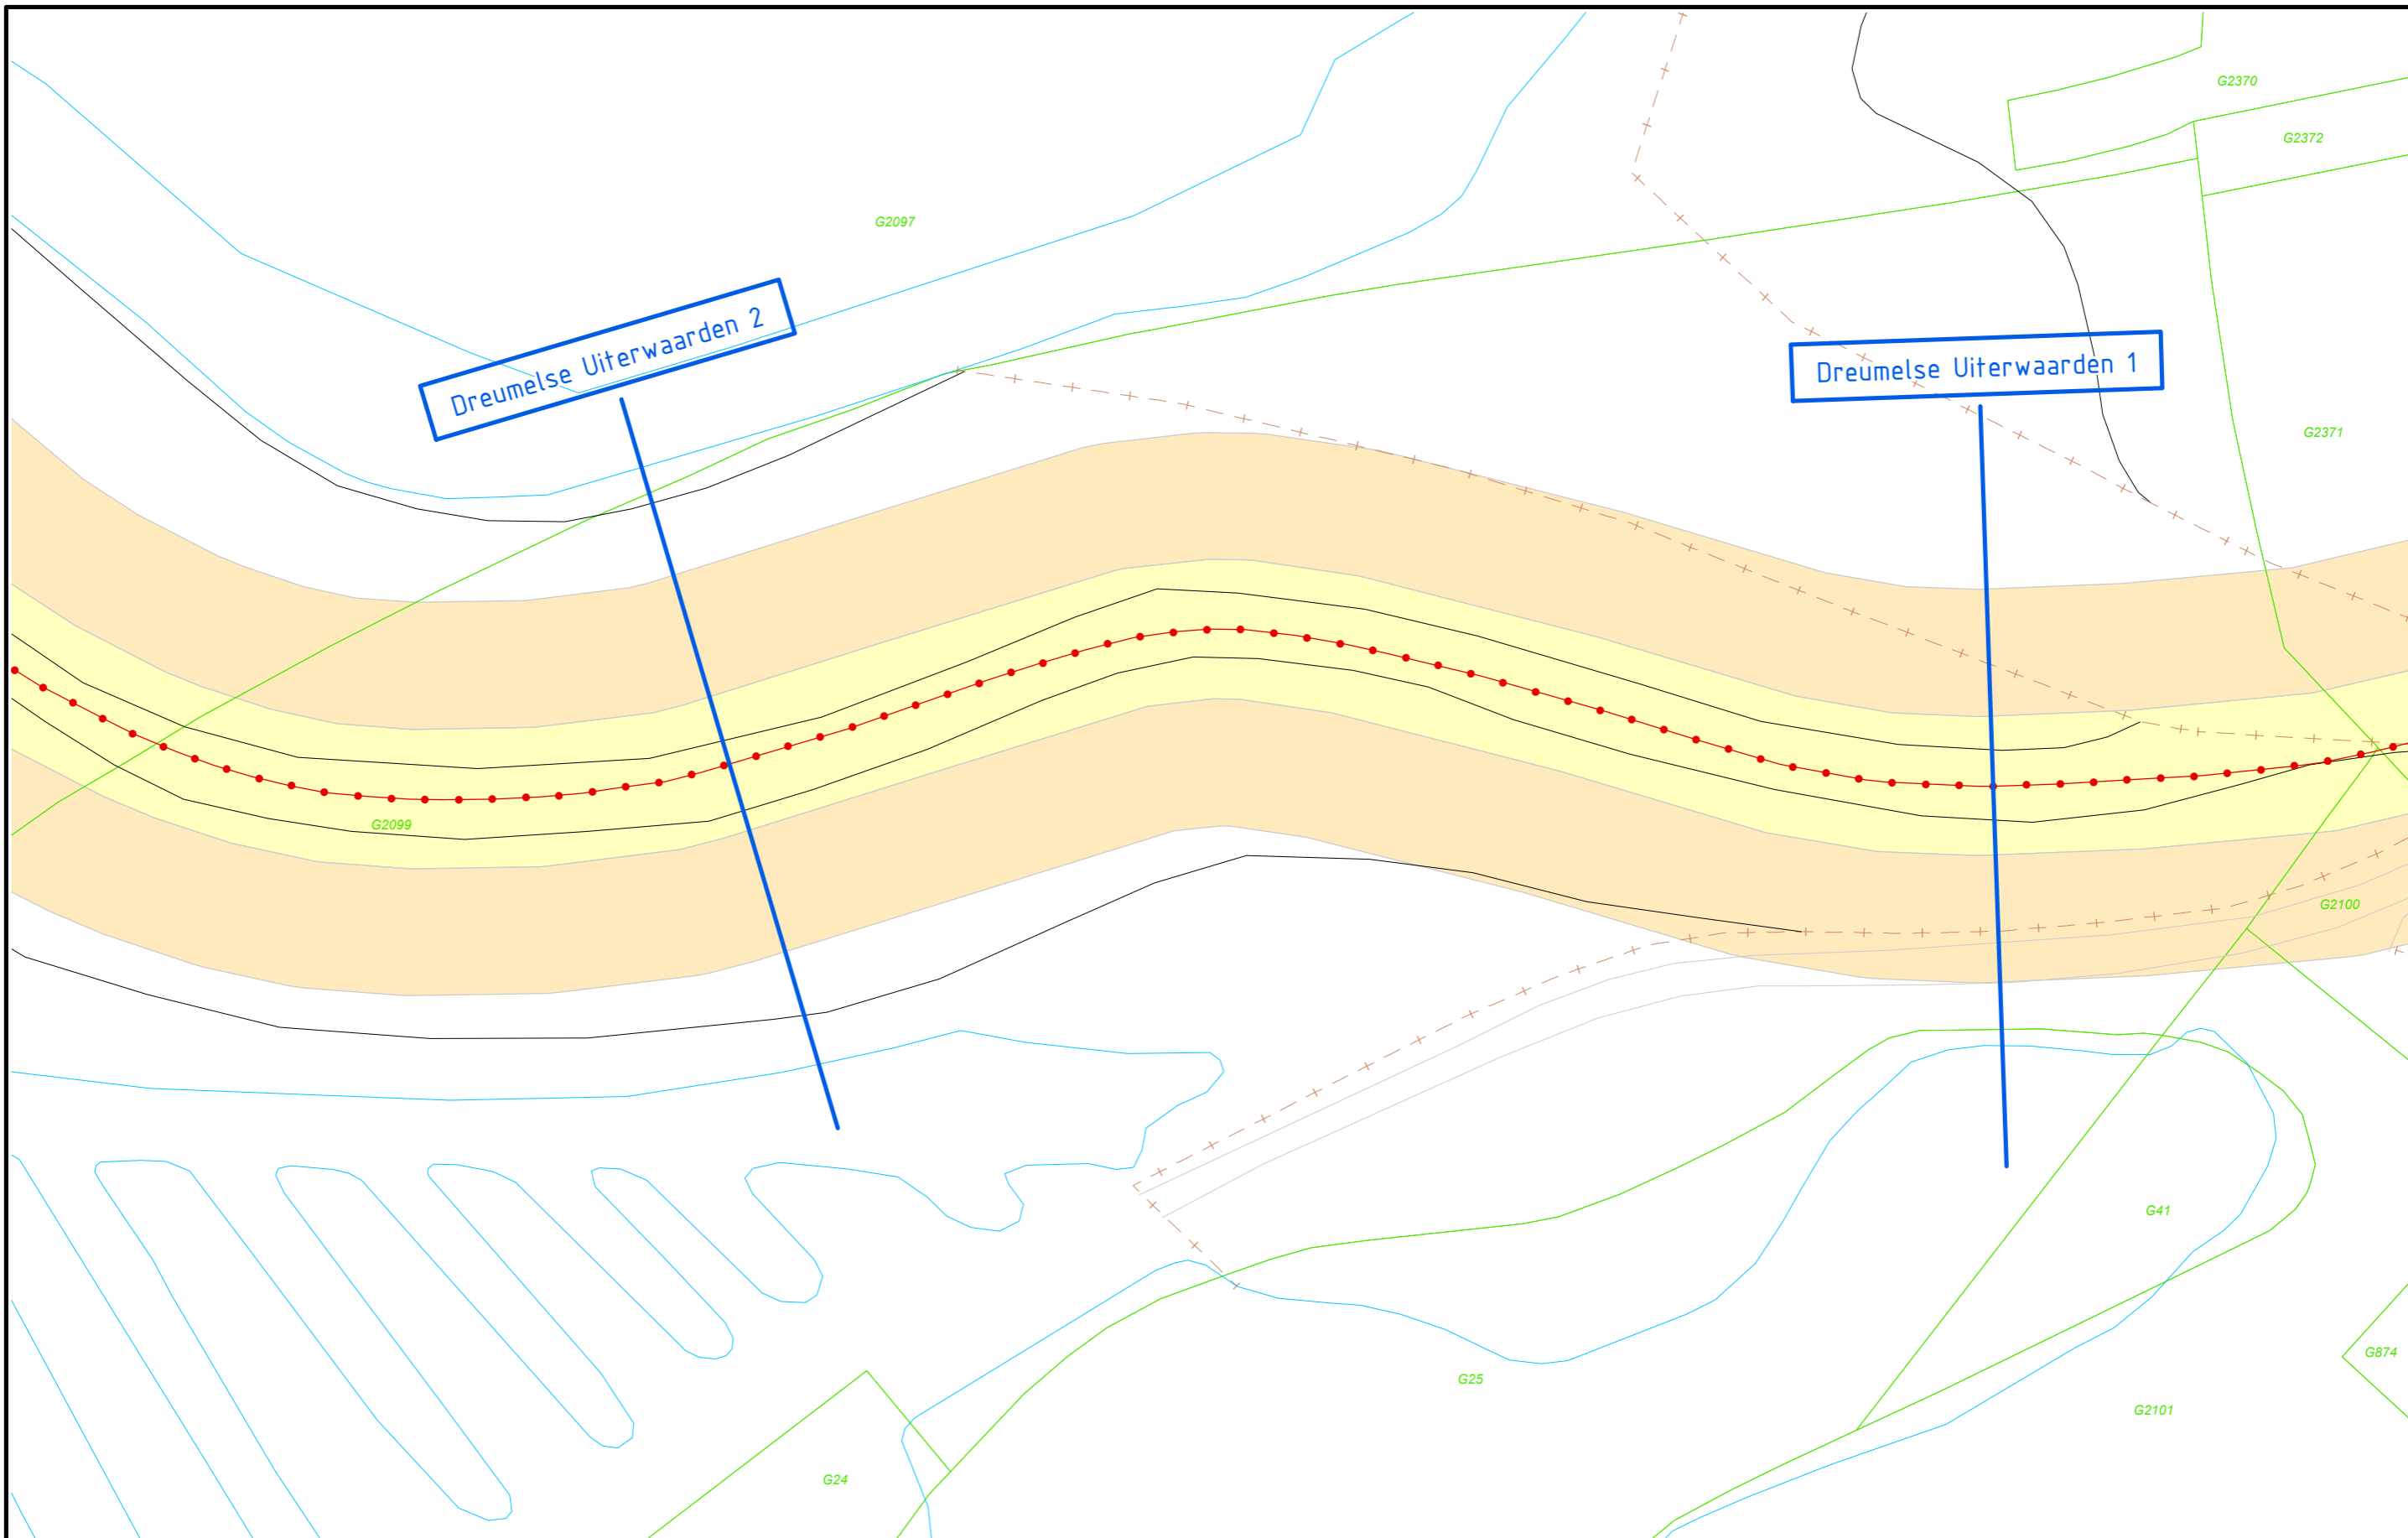 G2370
G2372
G2097
Dreumelse Uiterwaarden 2
Dreumelse Uiterwaarden 1
G2371
G2099
G2100
G41
G874
G25
G2101
G24